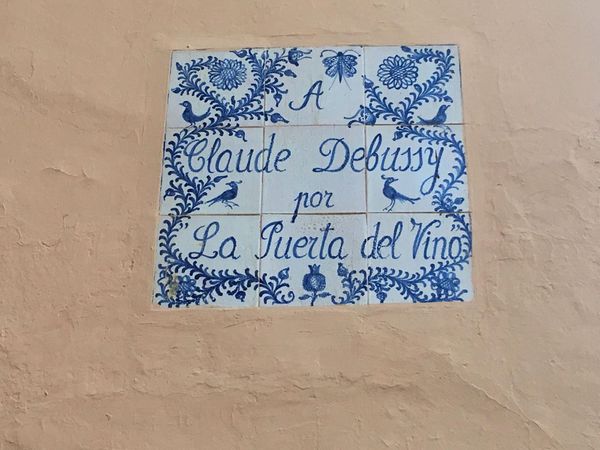 A
Claude Debussy
por
"La Puerta del Vino"